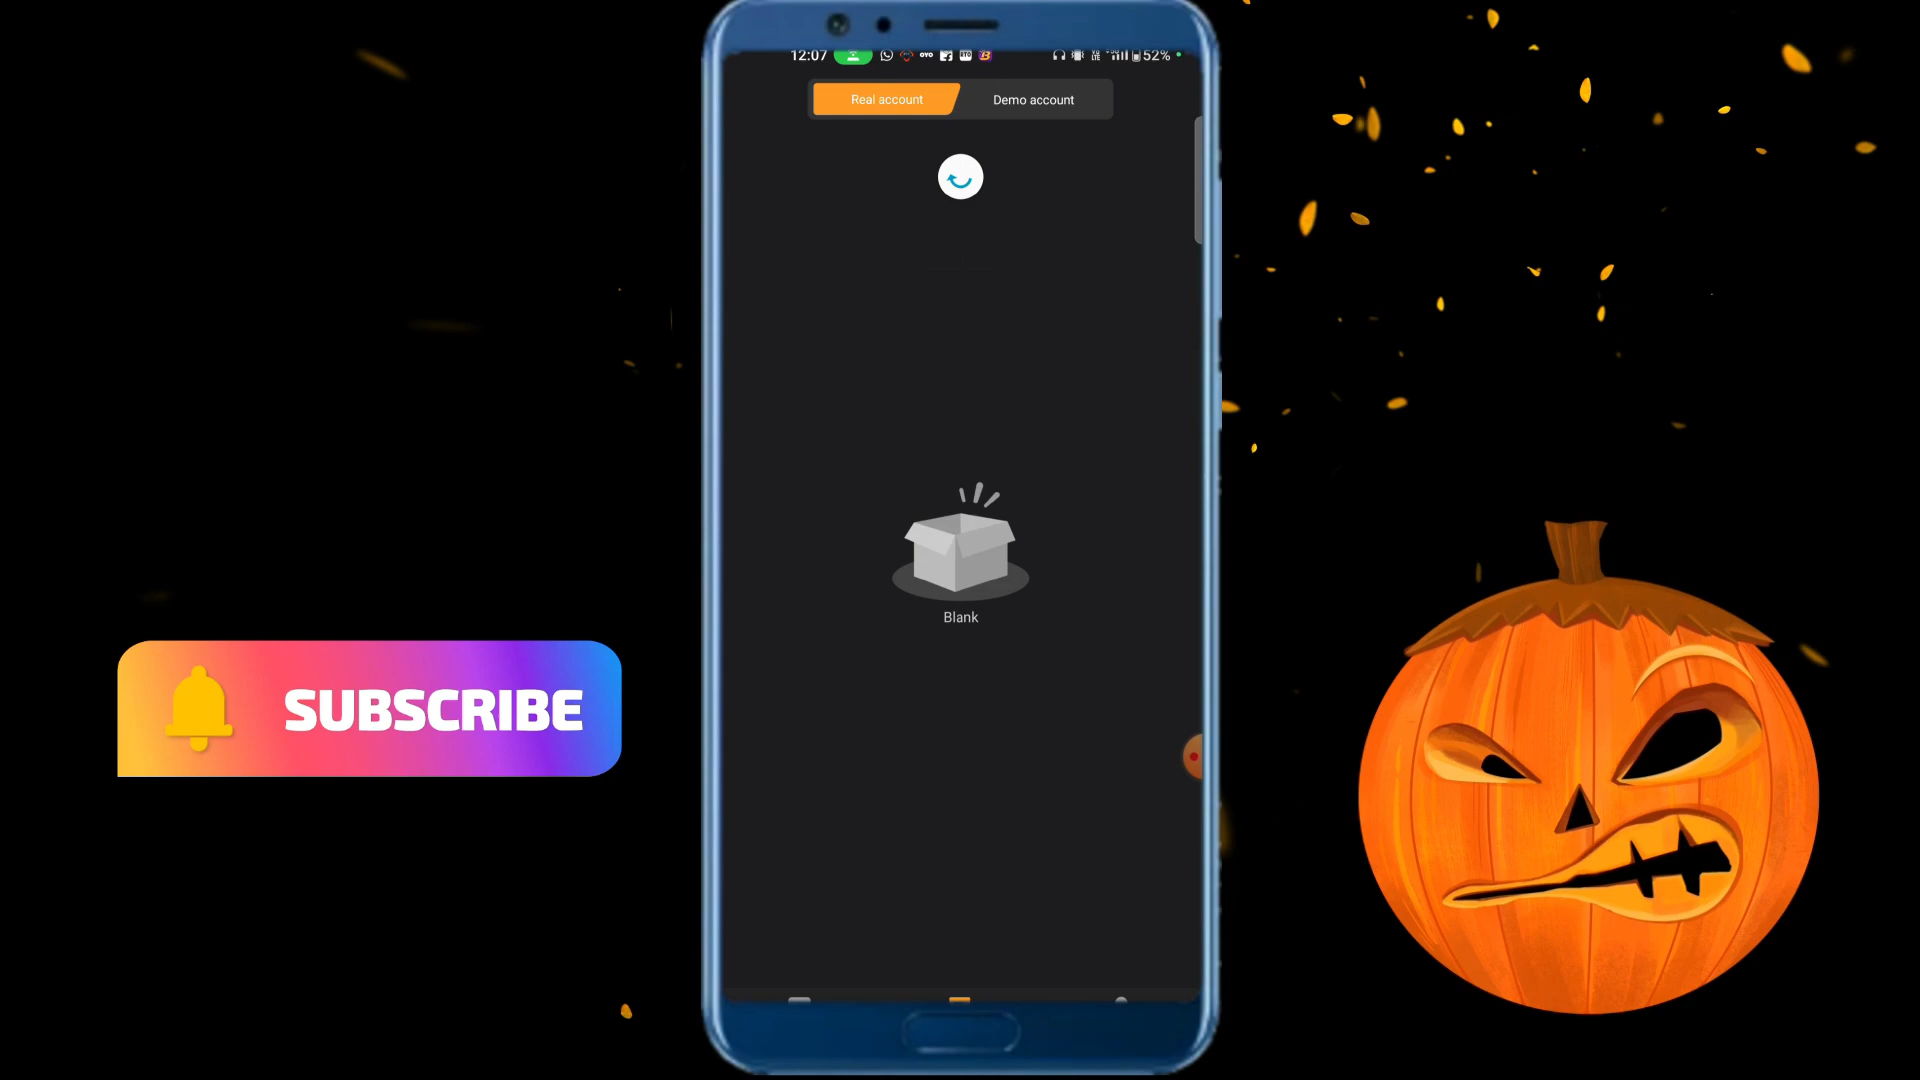 12:07
52%
Real account
Demo account
Blank
SUBSCRIBE